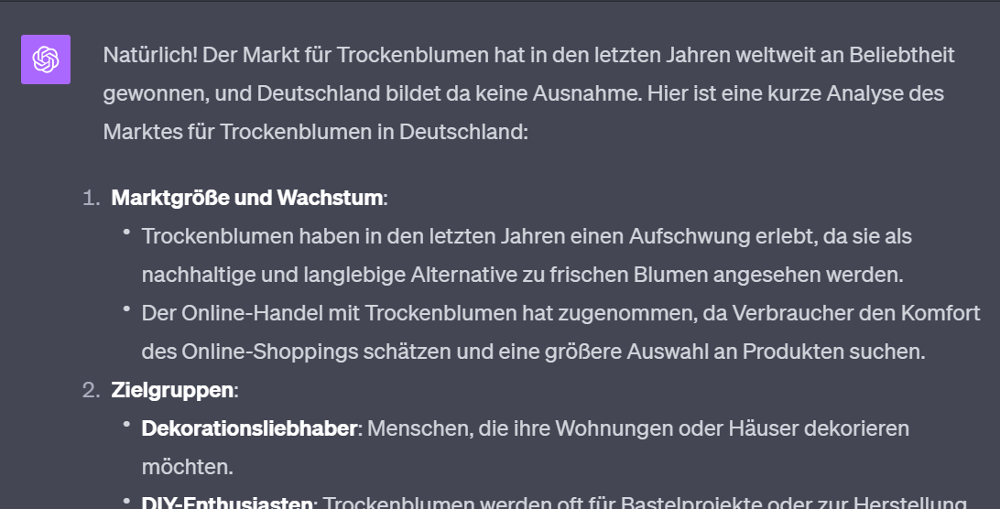 Natürlich! Der Markt für Trockenblumen hat in den letzten Jahren weltweit an Beliebtheit
gewonnen, und Deutschland bildet da keine Ausnahme. Hier ist eine kurze Analyse des
Marktes für Trockenblumen in Deutschland:
1. Marktgröße und Wachstum:
• Trockenblumen haben in den letzten Jahren einen Aufschwung erlebt, da sie als
nachhaltige und langlebige Alternative zu frischen Blumen angesehen werden.
• Der Online-Handel mit Trockenblumen hat zugenommen, da Verbraucher den Komfort
des Online-Shoppings schätzen und eine größere Auswahl an Produkten suchen.
2. Zielgruppen:
• Dekorationsliebhaber: Menschen, die ihre Wohnungen oder Häuser dekorieren
möchten.
• DIY-Enthusiasten: Trockenblumen werden oft für Bastelprojekte oder zur Herstellung